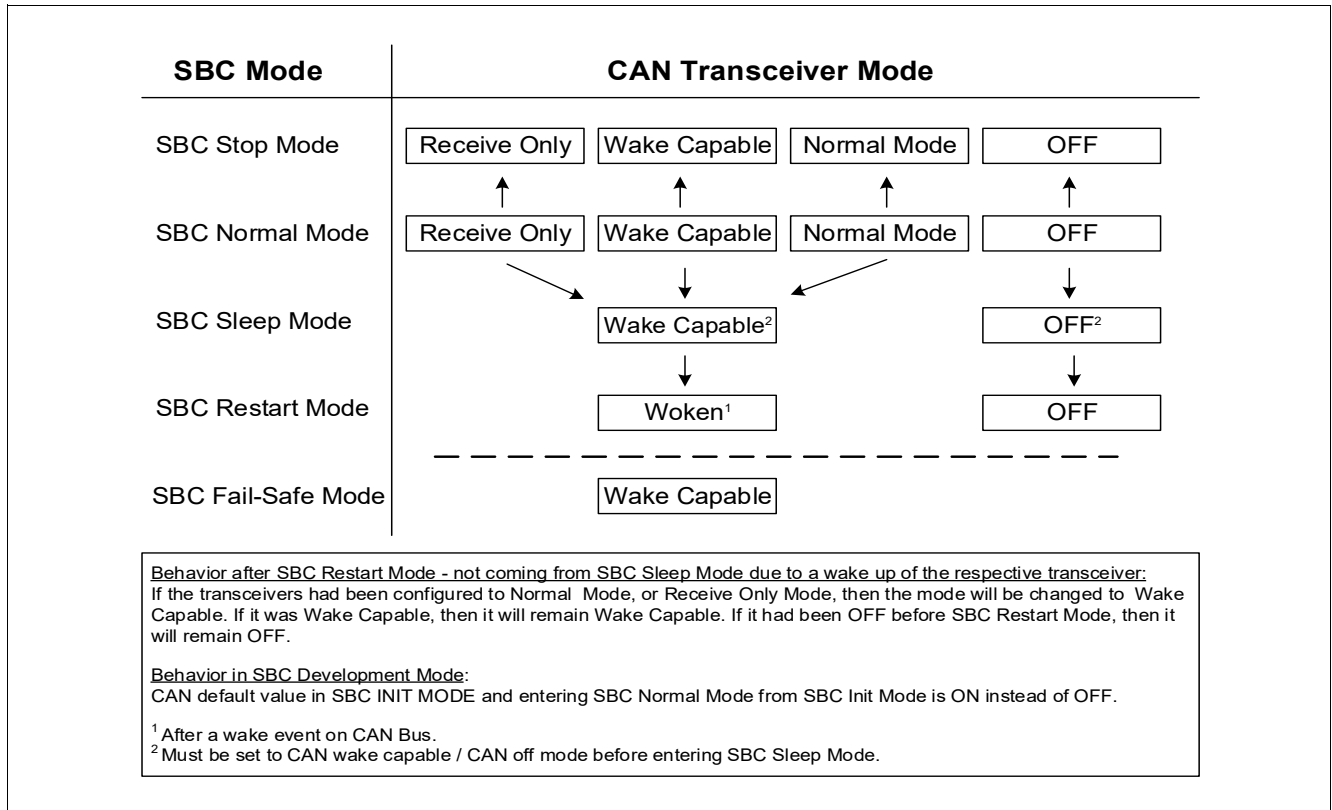 SBC Mode CAN Transceiver Mode
SBC Stop Mode Receive Only Wake Capable Normal Mode OFF
SBC Normal Mode Receive Only Wake Capable Normal Mode OFF
SBC Sleep Mode Wake Capable² OFF²
SBC Restart Mode Woken¹ OFF
SBC Fail-Safe Mode Wake Capable
Behavior after SBC Restart Mode - not coming from SBC Sleep Mode due to a wake up of the respective transceiver:
If the transceivers had been configured to Normal Mode, or Receive Only Mode, then the mode will be changed to Wake
Capable. If it was Wake Capable, then it will remain Wake Capable. If it had been OFF before SBC Restart Mode, then it
will remain OFF.
Behavior in SBC Development Mode:
CAN default value in SBC INIT MODE and entering SBC Normal Mode from SBC Init Mode is ON instead of OFF.
¹ After a wake event on CAN Bus.
² Must be set to CAN wake capable / CAN off mode before entering SBC Sleep Mode.